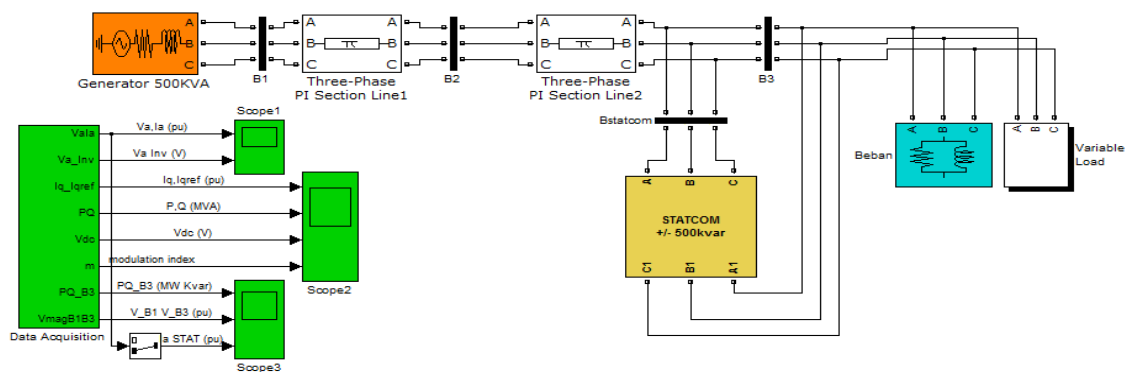 A
B
C
Generator 500KVA
B1
A
B
C
A
B
C
Three-Phase
PI Section Line1
B2
A
B
C
A
B
C
Three-Phase
PI Section Line2
B3
Bstatcom
A
B
C
STATCOM
+/- 500kvar
C1
B1
A1
A
B
C
Beban
A
B
C
Variable
Load
VaIa
Va_Inv
Iq_Iqref
PQ
Vdc
m
PQ_B3
VmagB1B3
Data Acquisition
Va,Ia (pu)
Va Inv (V)
Iq,Iqref (pu)
P,Q (MVA)
Vdc (V)
modulation index
PQ_B3 (MW Kvar)
V_B1 V_B3 (pu)
a STAT (pu)
Scope1
Scope2
Scope3